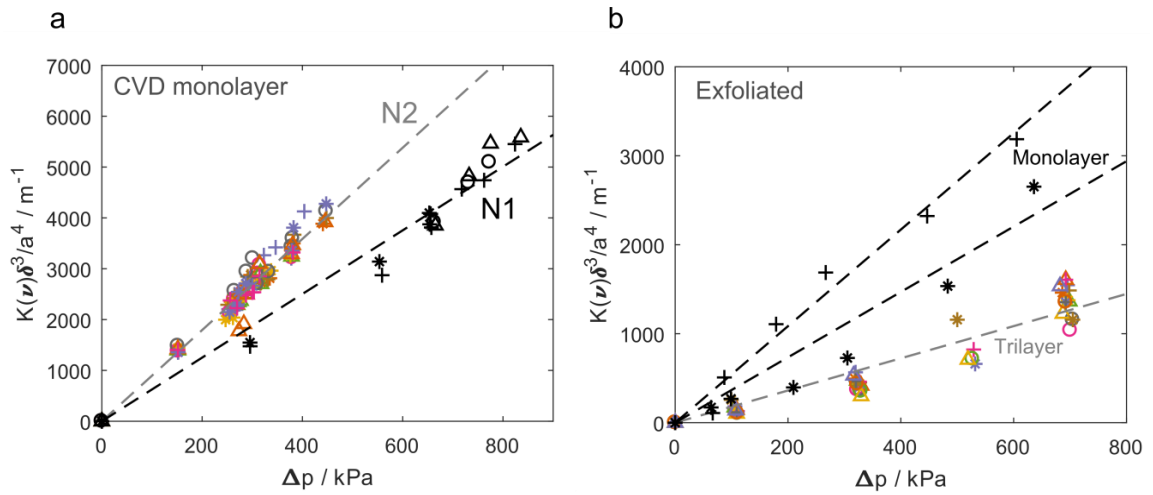 a
7000
6000
5000
4000
3000
2000
1000
0
K(ν)δ³/a⁴ / m⁻¹
CVD monolayer
N2
N1
0
200
400
600
800
Δp / kPa
b
4000
3000
2000
1000
0
K(ν)δ³/a⁴ / m⁻¹
Exfoliated
Monolayer
Trilayer
0
200
400
600
800
Δp / kPa